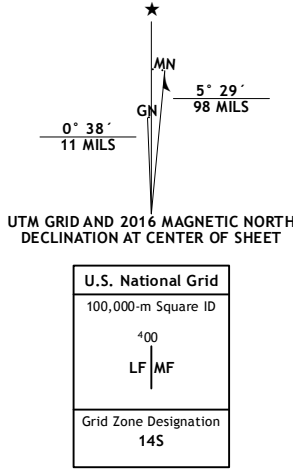 ★
MN
GN
5° 29´
98 MILS
0° 38´
11 MILS
UTM GRID AND 2016 MAGNETIC NORTH
DECLINATION AT CENTER OF SHEET
U.S. National Grid
100,000-m Square ID
⁴00
LF MF
Grid Zone Designation
14S